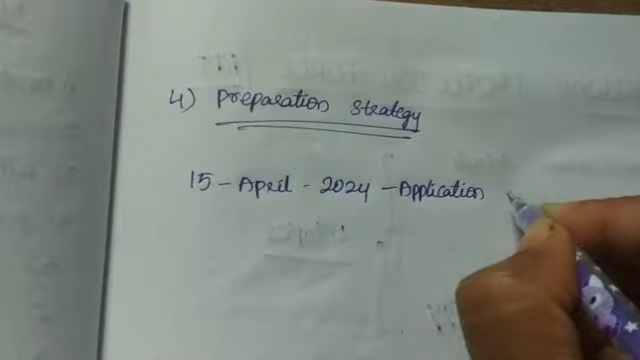 4) Preparation Strategy
15 - April - 2024 - Application